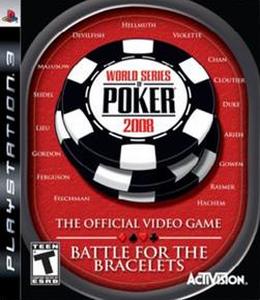 PLAYSTATION 3
HELLMUTH
DEVILFISH
VIOLETTE
MATUSOW
CHAN
SEIDEL
CLOUTIER
DUKE
LIEU
ARIEH
GORDON
GOWEN
FERGUSON
RAYMER
FLECHMAN
HACHEM
WORLD SERIES
OF
POKER
2008
THE OFFICIAL VIDEO GAME
BATTLE FOR THE
BRACELETS
TEEN
T
ESRB
ACTIVISION